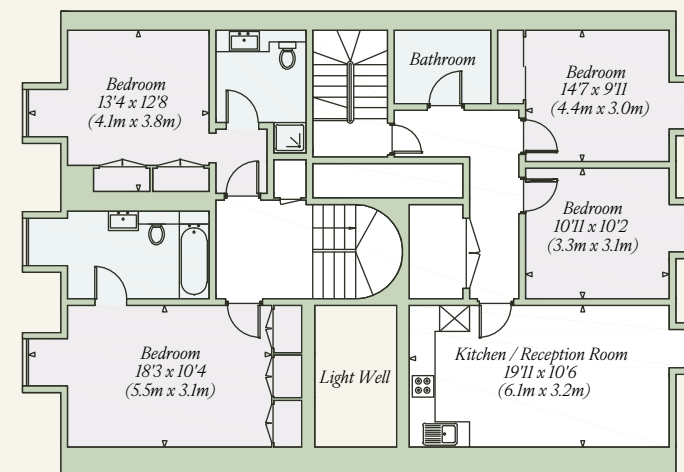 Bedroom
13'4 x 12'8
(4.1m x 3.8m)
Bathroom
Bedroom
14'7 x 9'11
(4.4m x 3.0m)
Bedroom
10'11 x 10'2
(3.3m x 3.1m)
Bedroom
18'3 x 10'4
(5.5m x 3.1m)
Light Well
Kitchen / Reception Room
19'11 x 10'6
(6.1m x 3.2m)